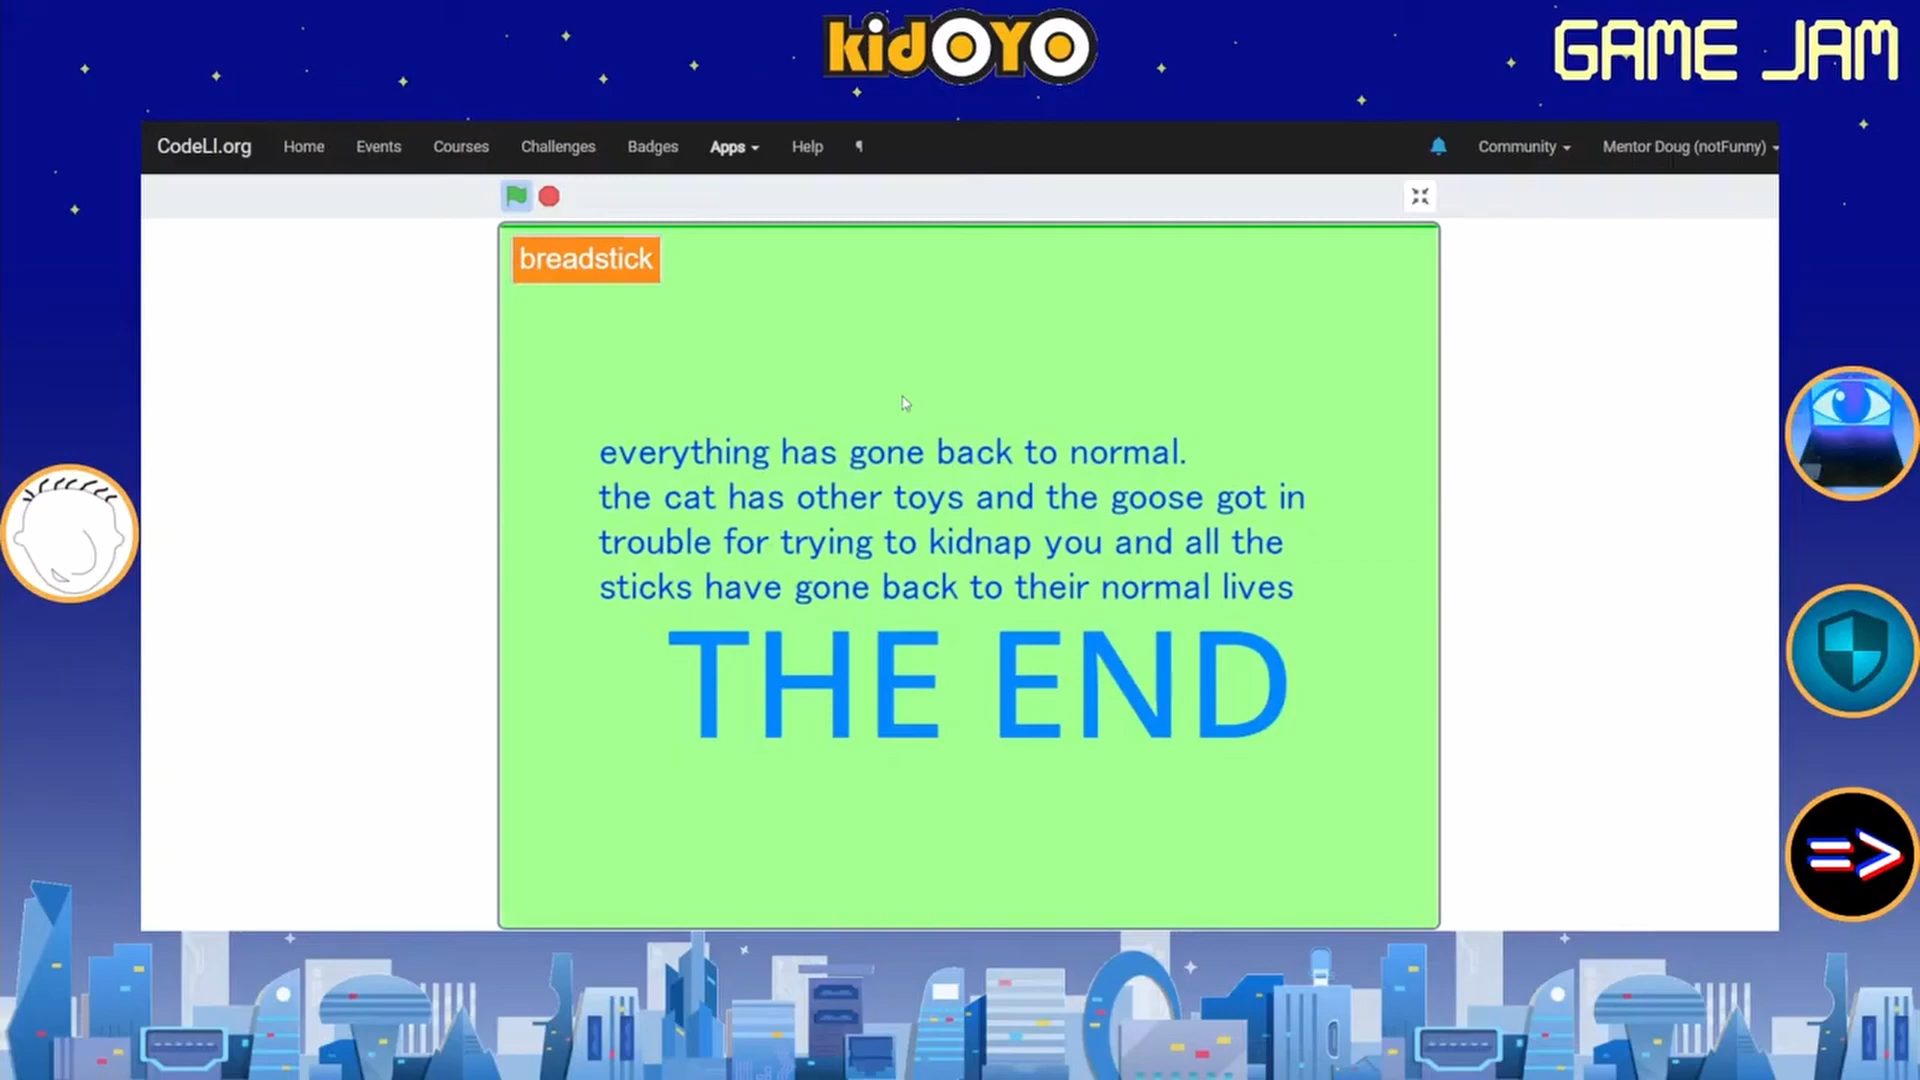 kidOYO
GAME JAM
CodeLI.org Home Events Courses Challenges Badges Apps Help ¶ Community Mentor Doug (notFunny)
breadstick
everything has gone back to normal.
the cat has other toys and the goose got in
trouble for trying to kidnap you and all the
sticks have gone back to their normal lives
THE END
=>